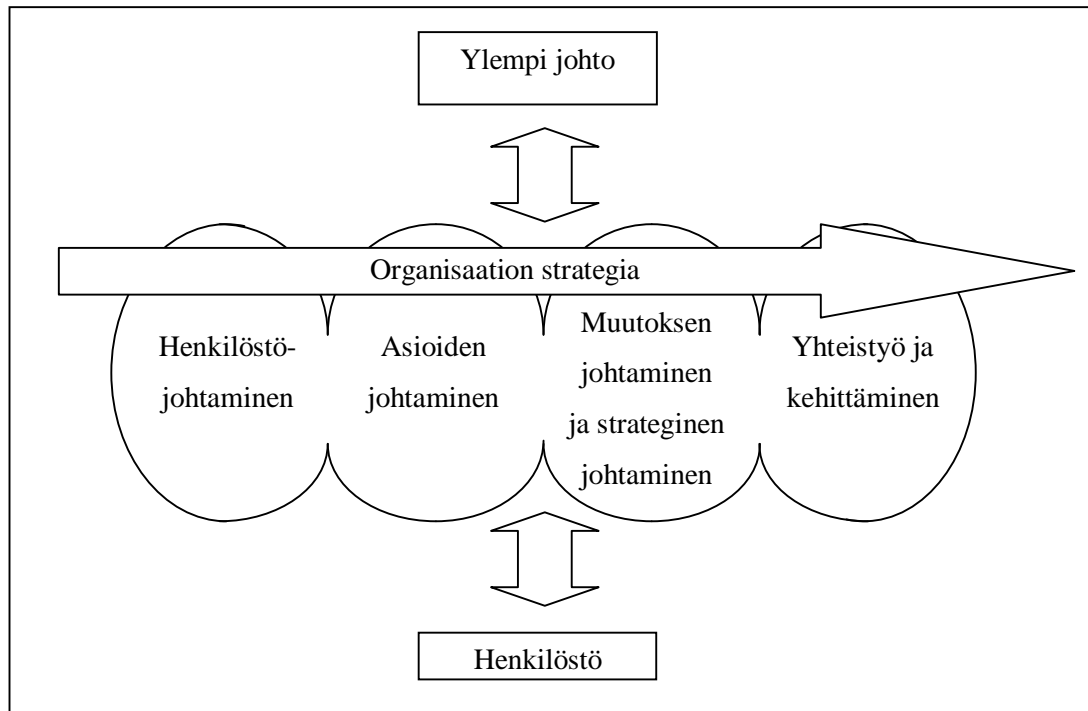 Ylempi johto
Organisaation strategia
Henkilöstö-
johtaminen
Asioiden
johtaminen
Muutoksen
johtaminen
ja strateginen
johtaminen
Yhteistyö ja
kehittäminen
Henkilöstö